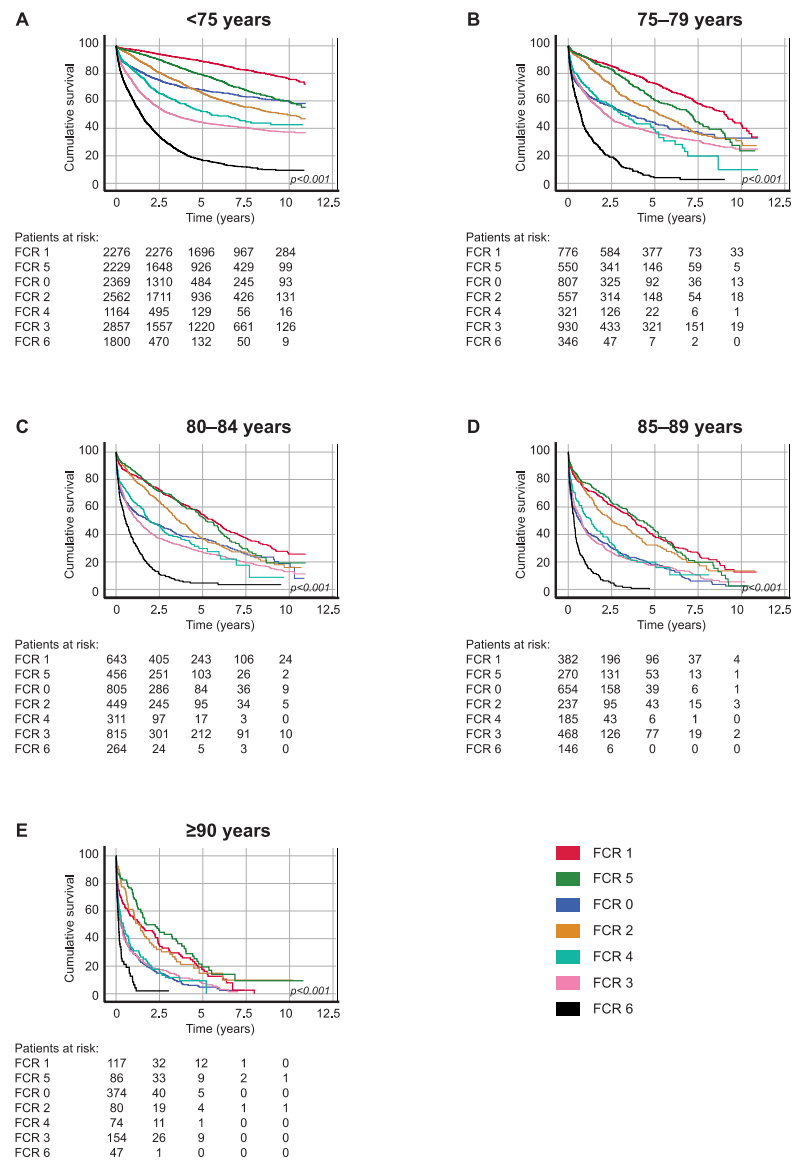 A
<75 years
100
80
60
40
20
0
Cumulative survival
p<0.001
0 2.5 5 7.5 10 12.5
Time (years)
Patients at risk:
FCR 1 2276 2276 1696 967 284
FCR 5 2229 1648 926 429 99
FCR 0 2369 1310 484 245 93
FCR 2 2562 1711 936 426 131
FCR 4 1164 495 129 56 16
FCR 3 2857 1557 1220 661 126
FCR 6 1800 470 132 50 9
B
75–79 years
100
80
60
40
20
0
Cumulative survival
p<0.001
0 2.5 5 7.5 10 12.5
Time (years)
Patients at risk:
FCR 1 776 584 377 73 33
FCR 5 550 341 146 59 5
FCR 0 807 325 92 36 13
FCR 2 557 314 148 54 18
FCR 4 321 126 22 6 1
FCR 3 930 433 321 151 19
FCR 6 346 47 7 2 0
C
80–84 years
100
80
60
40
20
0
Cumulative survival
p<0.001
0 2.5 5 7.5 10 12.5
Time (years)
Patients at risk:
FCR 1 643 405 243 106 24
FCR 5 456 251 103 26 2
FCR 0 805 286 84 36 9
FCR 2 449 245 95 34 5
FCR 4 311 97 17 3 0
FCR 3 815 301 212 91 10
FCR 6 264 24 5 3 0
D
85–89 years
100
80
60
40
20
0
Cumulative survival
p<0.001
0 2.5 5 7.5 10 12.5
Time (years)
Patients at risk:
FCR 1 382 196 96 37 4
FCR 5 270 131 53 13 1
FCR 0 654 158 39 6 1
FCR 2 237 95 43 15 3
FCR 4 185 43 6 1 0
FCR 3 468 126 77 19 2
FCR 6 146 6 0 0 0
E
≥90 years
100
80
60
40
20
0
Cumulative survival
p<0.001
0 2.5 5 7.5 10 12.5
Time (years)
Patients at risk:
FCR 1 117 32 12 1 0
FCR 5 86 33 9 2 1
FCR 0 374 40 5 0 0
FCR 2 80 19 4 1 1
FCR 4 74 11 1 0 0
FCR 3 154 26 9 0 0
FCR 6 47 1 0 0 0
FCR 1
FCR 5
FCR 0
FCR 2
FCR 4
FCR 3
FCR 6